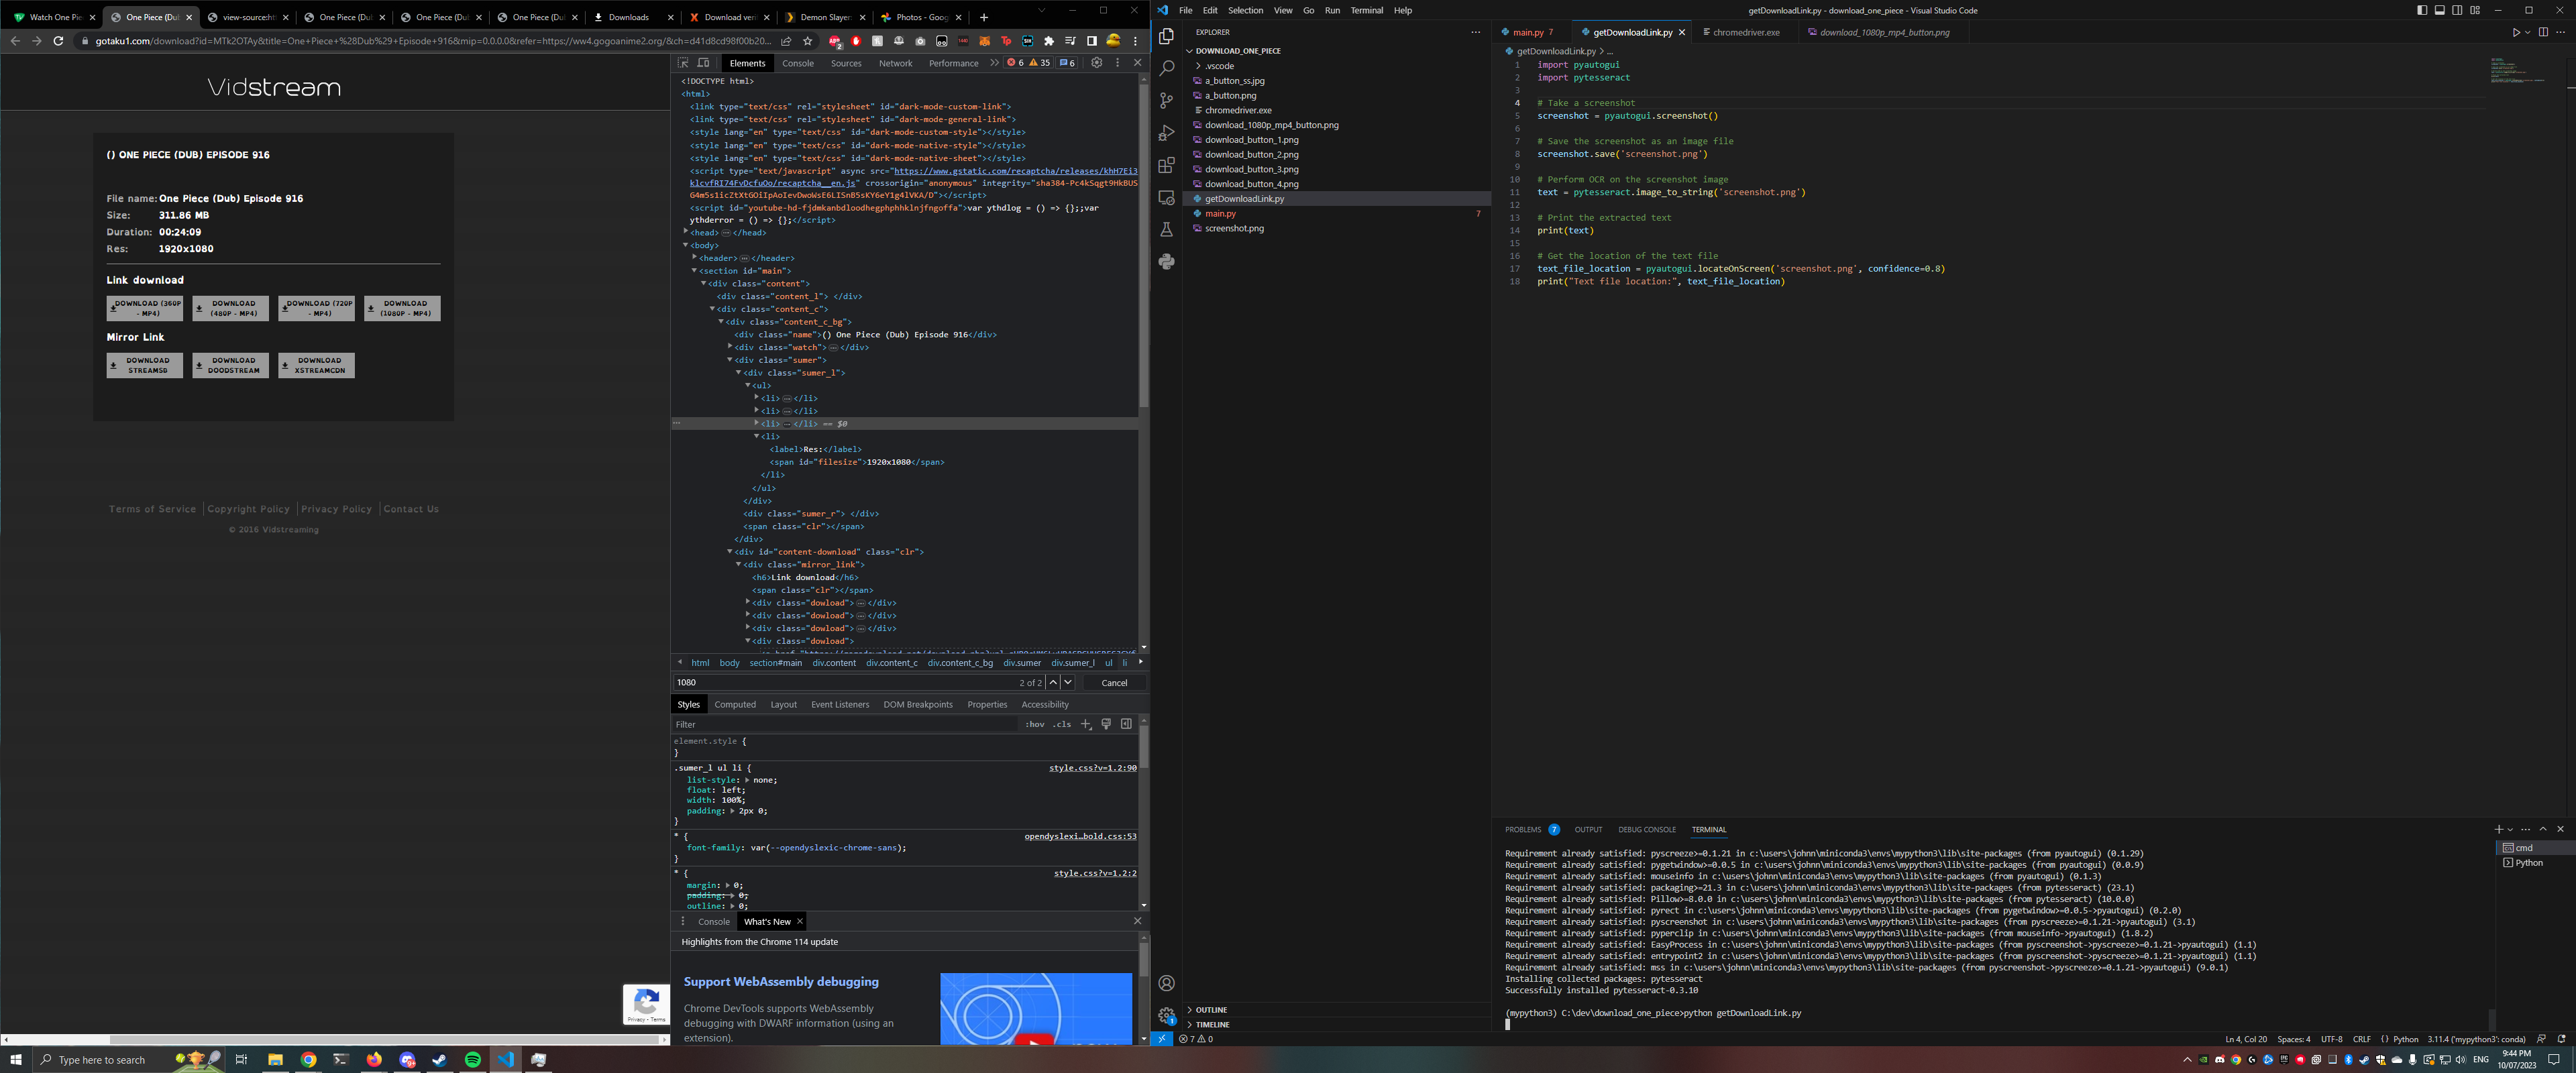 Watch One Pie
One Piece (Dub
view-source:htt
One Piece (Dub
One Piece (Dub
One Piece (Dub
Downloads
Download veri
Demon Slayer:
Photos - Goog
gotaku1.com/download?id=MTk2OTAy&title=One+Piece+%28Dub%29+Episode+916&mip=0.0.0.0&refer=https://ww4.gogoanime2.org/&ch=d41d8cd98f00b20...
Vidstream
() ONE PIECE (DUB) EPISODE 916
File name: One Piece (Dub) Episode 916
Size: 311.86 MB
Duration: 00:24:09
Res: 1920x1080
Link download
DOWNLOAD (360P - MP4)
DOWNLOAD (480P - MP4)
DOWNLOAD (720P - MP4)
DOWNLOAD (1080P - MP4)
Mirror Link
DOWNLOAD STREAMSB
DOWNLOAD DOODSTREAM
DOWNLOAD XSTREAMCDN
Terms of Service Copyright Policy Privacy Policy Contact Us
© 2016 Vidstreaming
Privacy - Terms
Elements Console Sources Network Performance 6 35 6
<!DOCTYPE html>
<html>
<link type="text/css" rel="stylesheet" id="dark-mode-custom-link">
<link type="text/css" rel="stylesheet" id="dark-mode-general-link">
<style lang="en" type="text/css" id="dark-mode-custom-style"></style>
<style lang="en" type="text/css" id="dark-mode-native-style"></style>
<style lang="en" type="text/css" id="dark-mode-native-sheet"></style>
<script type="text/javascript" async src="https://www.gstatic.com/recaptcha/releases/khH7Ei3
klcvfRI74FvDcfuOo/recaptcha__en.js" crossorigin="anonymous" integrity="sha384-Pc4kSqgt9HkBUS
G4m5s1icZtXtGOiIpAoIevDwoWsE6LISnB5sKY6eY1g4lVKA/D"></script>
<script id="youtube-hd-fjdmkanbdloodhegphphhklnjfngoffa">var ythdlog = () => {};;var
ythderror = () => {};</script>
<head> … </head>
<body>
<header> … </header>
<section id="main">
<div class="content">
<div class="content_l"> </div>
<div class="content_c">
<div class="content_c_bg">
<div class="name">() One Piece (Dub) Episode 916</div>
<div class="watch"> … </div>
<div class="sumer">
<div class="sumer_l">
<ul>
<li> … </li>
<li> … </li>
<li> … </li> == $0
<li>
<label>Res:</label>
<span id="filesize">1920x1080</span>
</li>
</ul>
</div>
<div class="sumer_r"> </div>
<span class="clr"></span>
</div>
<div id="content-download" class="clr">
<div class="mirror_link">
<h6>Link download</h6>
<span class="clr"></span>
<div class="dowload"> … </div>
<div class="dowload"> … </div>
<div class="dowload"> … </div>
<div class="dowload">
html body section#main div.content div.content_c div.content_c_bg div.sumer div.sumer_l ul li
1080 2 of 2 Cancel
Styles Computed Layout Event Listeners DOM Breakpoints Properties Accessibility
Filter :hov .cls
element.style {
}
.sumer_l ul li { style.css?v=1.2:90
list-style: none;
float: left;
width: 100%;
padding: 2px 0;
}
* { opendyslexi…bold.css:53
font-family: var(--opendyslexic-chrome-sans);
}
* { style.css?v=1.2:2
margin: 0;
padding: 0;
outline: 0;
Console What's New
Highlights from the Chrome 114 update
Support WebAssembly debugging
Chrome DevTools supports WebAssembly
debugging with DWARF information (using an
extension).
File Edit Selection View Go Run Terminal Help
getDownloadLink.py - download_one_piece - Visual Studio Code
EXPLORER
DOWNLOAD_ONE_PIECE
.vscode
a_button_ss.jpg
a_button.png
chromedriver.exe
download_1080p_mp4_button.png
download_button_1.png
download_button_2.png
download_button_3.png
download_button_4.png
getDownloadLink.py
main.py 7
screenshot.png
OUTLINE
TIMELINE
main.py 7 getDownloadLink.py chromedriver.exe download_1080p_mp4_button.png
getDownloadLink.py > ...
1 import pyautogui
2 import pytesseract
3
4 # Take a screenshot
5 screenshot = pyautogui.screenshot()
6
7 # Save the screenshot as an image file
8 screenshot.save('screenshot.png')
9
10 # Perform OCR on the screenshot image
11 text = pytesseract.image_to_string('screenshot.png')
12
13 # Print the extracted text
14 print(text)
15
16 # Get the location of the text file
17 text_file_location = pyautogui.locateOnScreen('screenshot.png', confidence=0.8)
18 print("Text file location:", text_file_location)
PROBLEMS 7 OUTPUT DEBUG CONSOLE TERMINAL
cmd
Python
Requirement already satisfied: pyscreeze>=0.1.21 in c:\users\johnn\miniconda3\envs\mypython3\lib\site-packages (from pyautogui) (0.1.29)
Requirement already satisfied: pygetwindow>=0.0.5 in c:\users\johnn\miniconda3\envs\mypython3\lib\site-packages (from pyautogui) (0.0.9)
Requirement already satisfied: mouseinfo in c:\users\johnn\miniconda3\envs\mypython3\lib\site-packages (from pyautogui) (0.1.3)
Requirement already satisfied: packaging>=21.3 in c:\users\johnn\miniconda3\envs\mypython3\lib\site-packages (from pytesseract) (23.1)
Requirement already satisfied: Pillow>=8.0.0 in c:\users\johnn\miniconda3\envs\mypython3\lib\site-packages (from pytesseract) (10.0.0)
Requirement already satisfied: pyrect in c:\users\johnn\miniconda3\envs\mypython3\lib\site-packages (from pygetwindow>=0.0.5->pyautogui) (0.2.0)
Requirement already satisfied: pyscreenshot in c:\users\johnn\miniconda3\envs\mypython3\lib\site-packages (from pyscreeze>=0.1.21->pyautogui) (3.1)
Requirement already satisfied: pyperclip in c:\users\johnn\miniconda3\envs\mypython3\lib\site-packages (from mouseinfo->pyautogui) (1.8.2)
Requirement already satisfied: EasyProcess in c:\users\johnn\miniconda3\envs\mypython3\lib\site-packages (from pyscreenshot->pyscreeze>=0.1.21->pyautogui) (1.1)
Requirement already satisfied: entrypoint2 in c:\users\johnn\miniconda3\envs\mypython3\lib\site-packages (from pyscreenshot->pyscreeze>=0.1.21->pyautogui) (1.1)
Requirement already satisfied: mss in c:\users\johnn\miniconda3\envs\mypython3\lib\site-packages (from pyscreenshot->pyscreeze>=0.1.21->pyautogui) (9.0.1)
Installing collected packages: pytesseract
Successfully installed pytesseract-0.3.10
(mypython3) C:\dev\download_one_piece>python getDownloadLink.py
7 0 Ln 4, Col 20 Spaces: 4 UTF-8 CRLF Python 3.11.4 ('mypython3': conda)
Type here to search
ENG 9:44 PM
10/07/2023